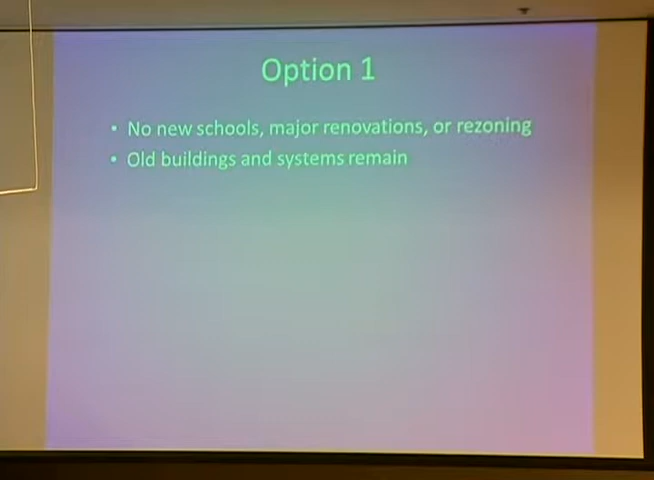 Option 1
• No new schools, major renovations, or rezoning
• Old buildings and systems remain